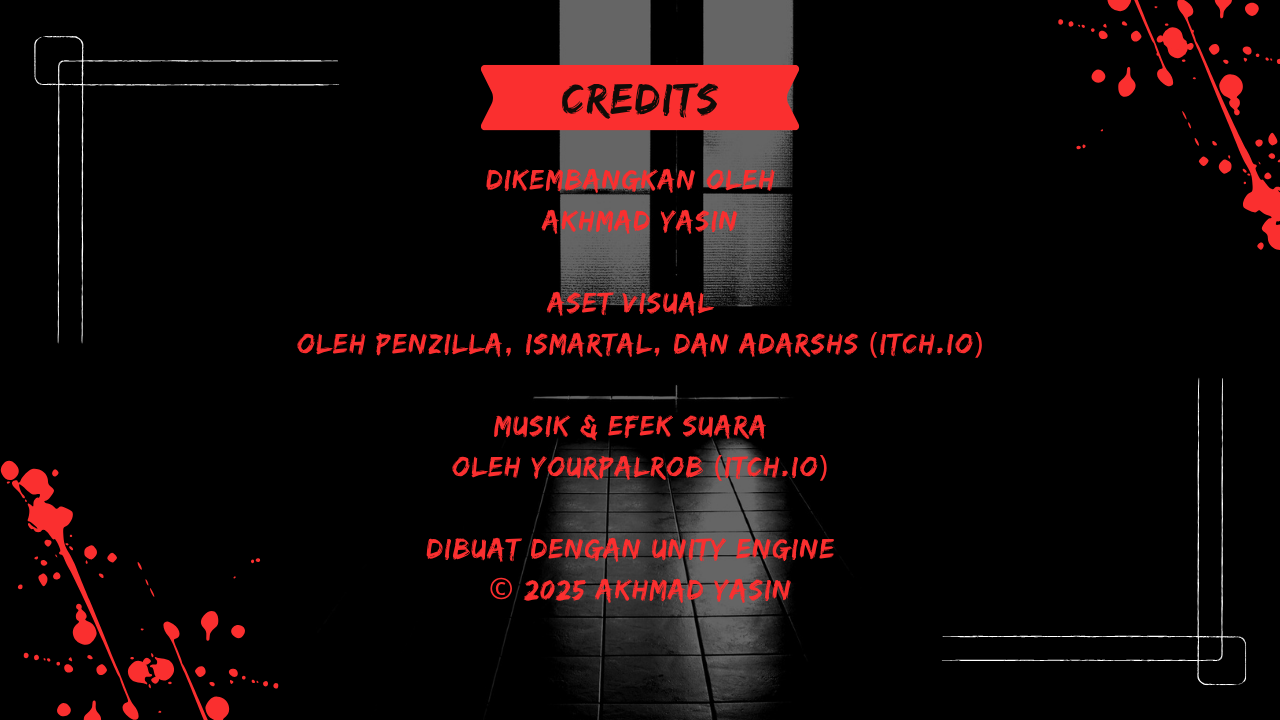 CREDITS
DIKEMBANGKAN OLEH
AKHMAD YASIN
ASET VISUAL
OLEH PENZILLA, ISMARTAL, DAN ADARSHS (ITCH.IO)
MUSIK & EFEK SUARA
OLEH YOURPALROB (ITCH.IO)
DIBUAT DENGAN UNITY ENGINE
© 2025 AKHMAD YASIN